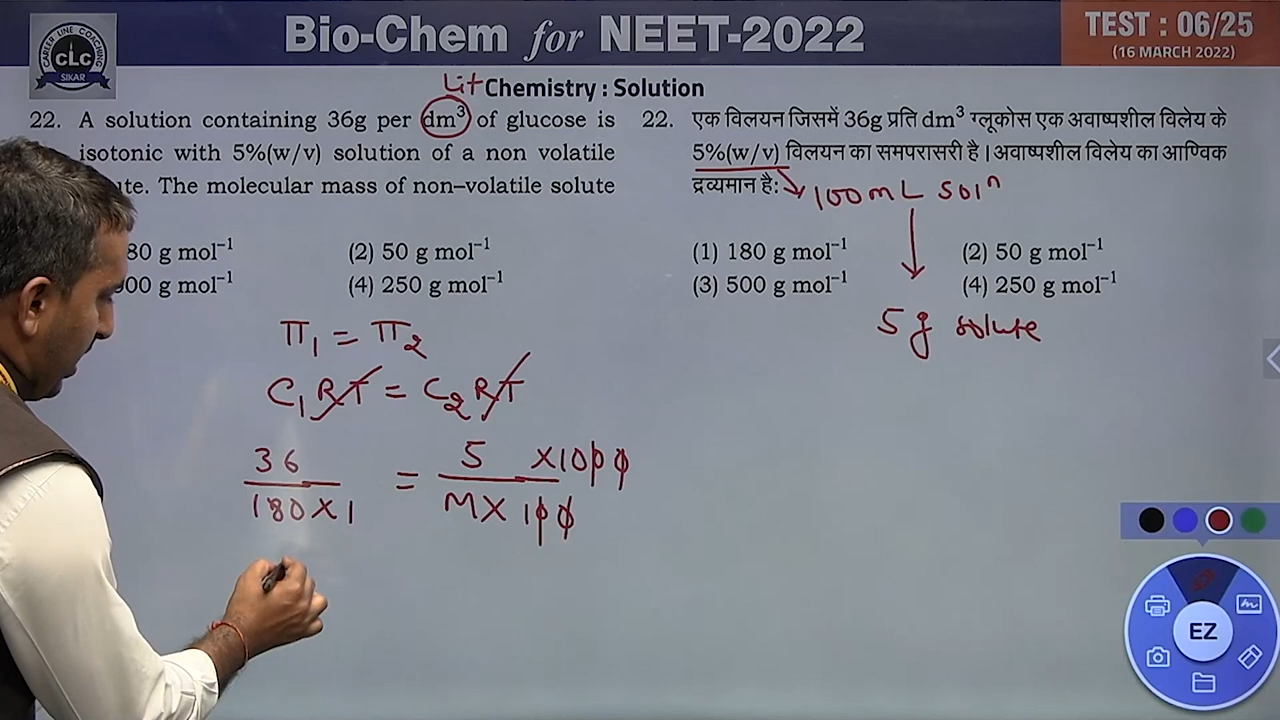 CAREER LINE COACHING
CLC
SIKAR
Bio-Chem for NEET-2022
TEST : 06/25
(16 MARCH 2022)
Lit
Chemistry : Solution
22. A solution containing 36g per dm³ of glucose is
isotonic with 5%(w/v) solution of a non volatile
ute. The molecular mass of non-volatile solute
80 g mol⁻¹ (2) 50 g mol⁻¹
00 g mol⁻¹ (4) 250 g mol⁻¹
π₁ = π₂
C₁RT = C₂RT
36/180×1 = 5×1000/M×100
22. एक विलयन जिसमें 36g प्रति dm³ ग्लूकोस एक अवाष्पशील विलेय के
5%(w/v) विलयन का समपरासरी है। अवाष्पशील विलेय का आण्विक
द्रव्यमान है:
100mL Solⁿ
(1) 180 g mol⁻¹ (2) 50 g mol⁻¹
(3) 500 g mol⁻¹ (4) 250 g mol⁻¹
5g solute
EZ